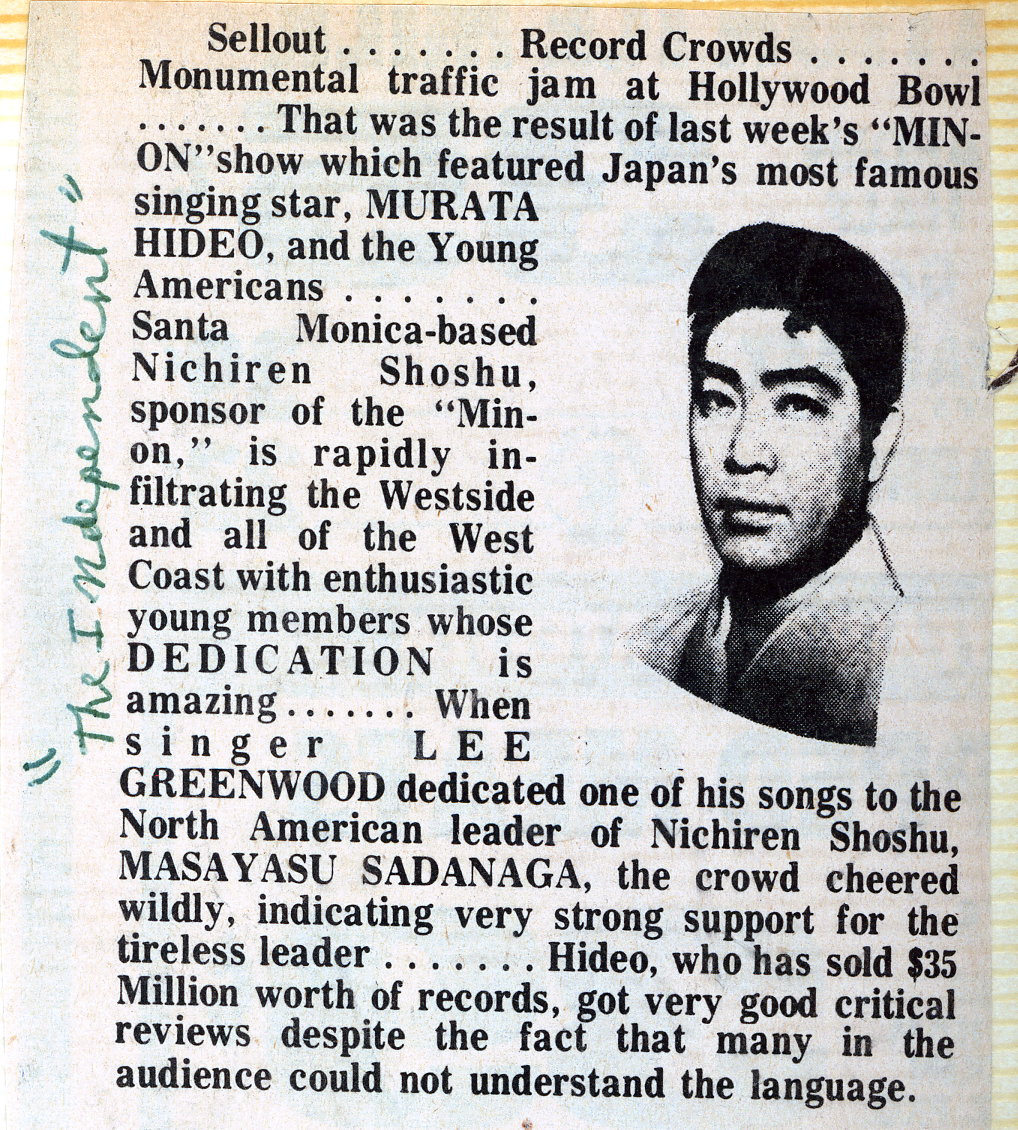 Sellout ....... Record Crowds .......
Monumental traffic jam at Hollywood Bowl
....... That was the result of last week's "MIN-
ON"show which featured Japan's most famous
singing star, MURATA
HIDEO, and the Young
Americans .......
Santa Monica-based
Nichiren Shoshu,
sponsor of the "Min-
on," is rapidly in-
filtrating the Westside
and all of the West
Coast with enthusiastic
young members whose
DEDICATION is
amazing ....... When
singer LEE
GREENWOOD dedicated one of his songs to the
North American leader of Nichiren Shoshu,
MASAYASU SADANAGA, the crowd cheered
wildly, indicating very strong support for the
tireless leader ....... Hideo, who has sold $35
Million worth of records, got very good critical
reviews despite the fact that many in the
audience could not understand the language.
"The Independent"